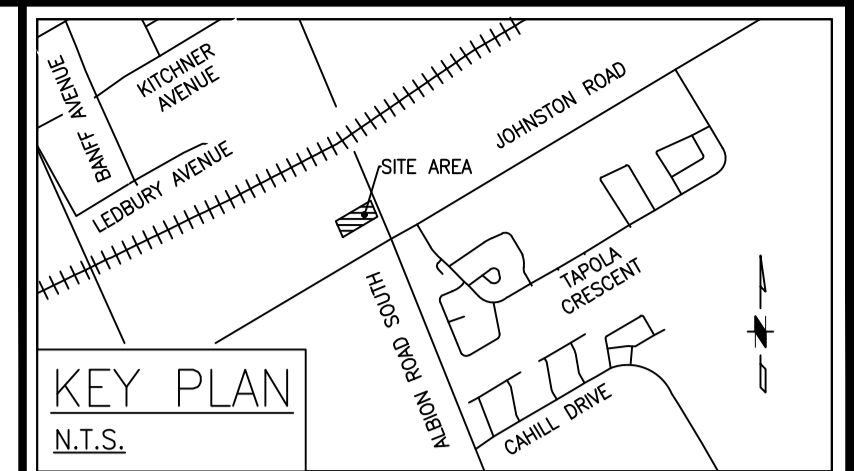 BANFF AVENUE
KITCHNER
AVENUE
LEDBURY AVENUE
SITE AREA
JOHNSTON ROAD
TAPOLA
CRESCENT
ALBION ROAD SOUTH
CAHILL DRIVE
KEY PLAN
N.T.S.